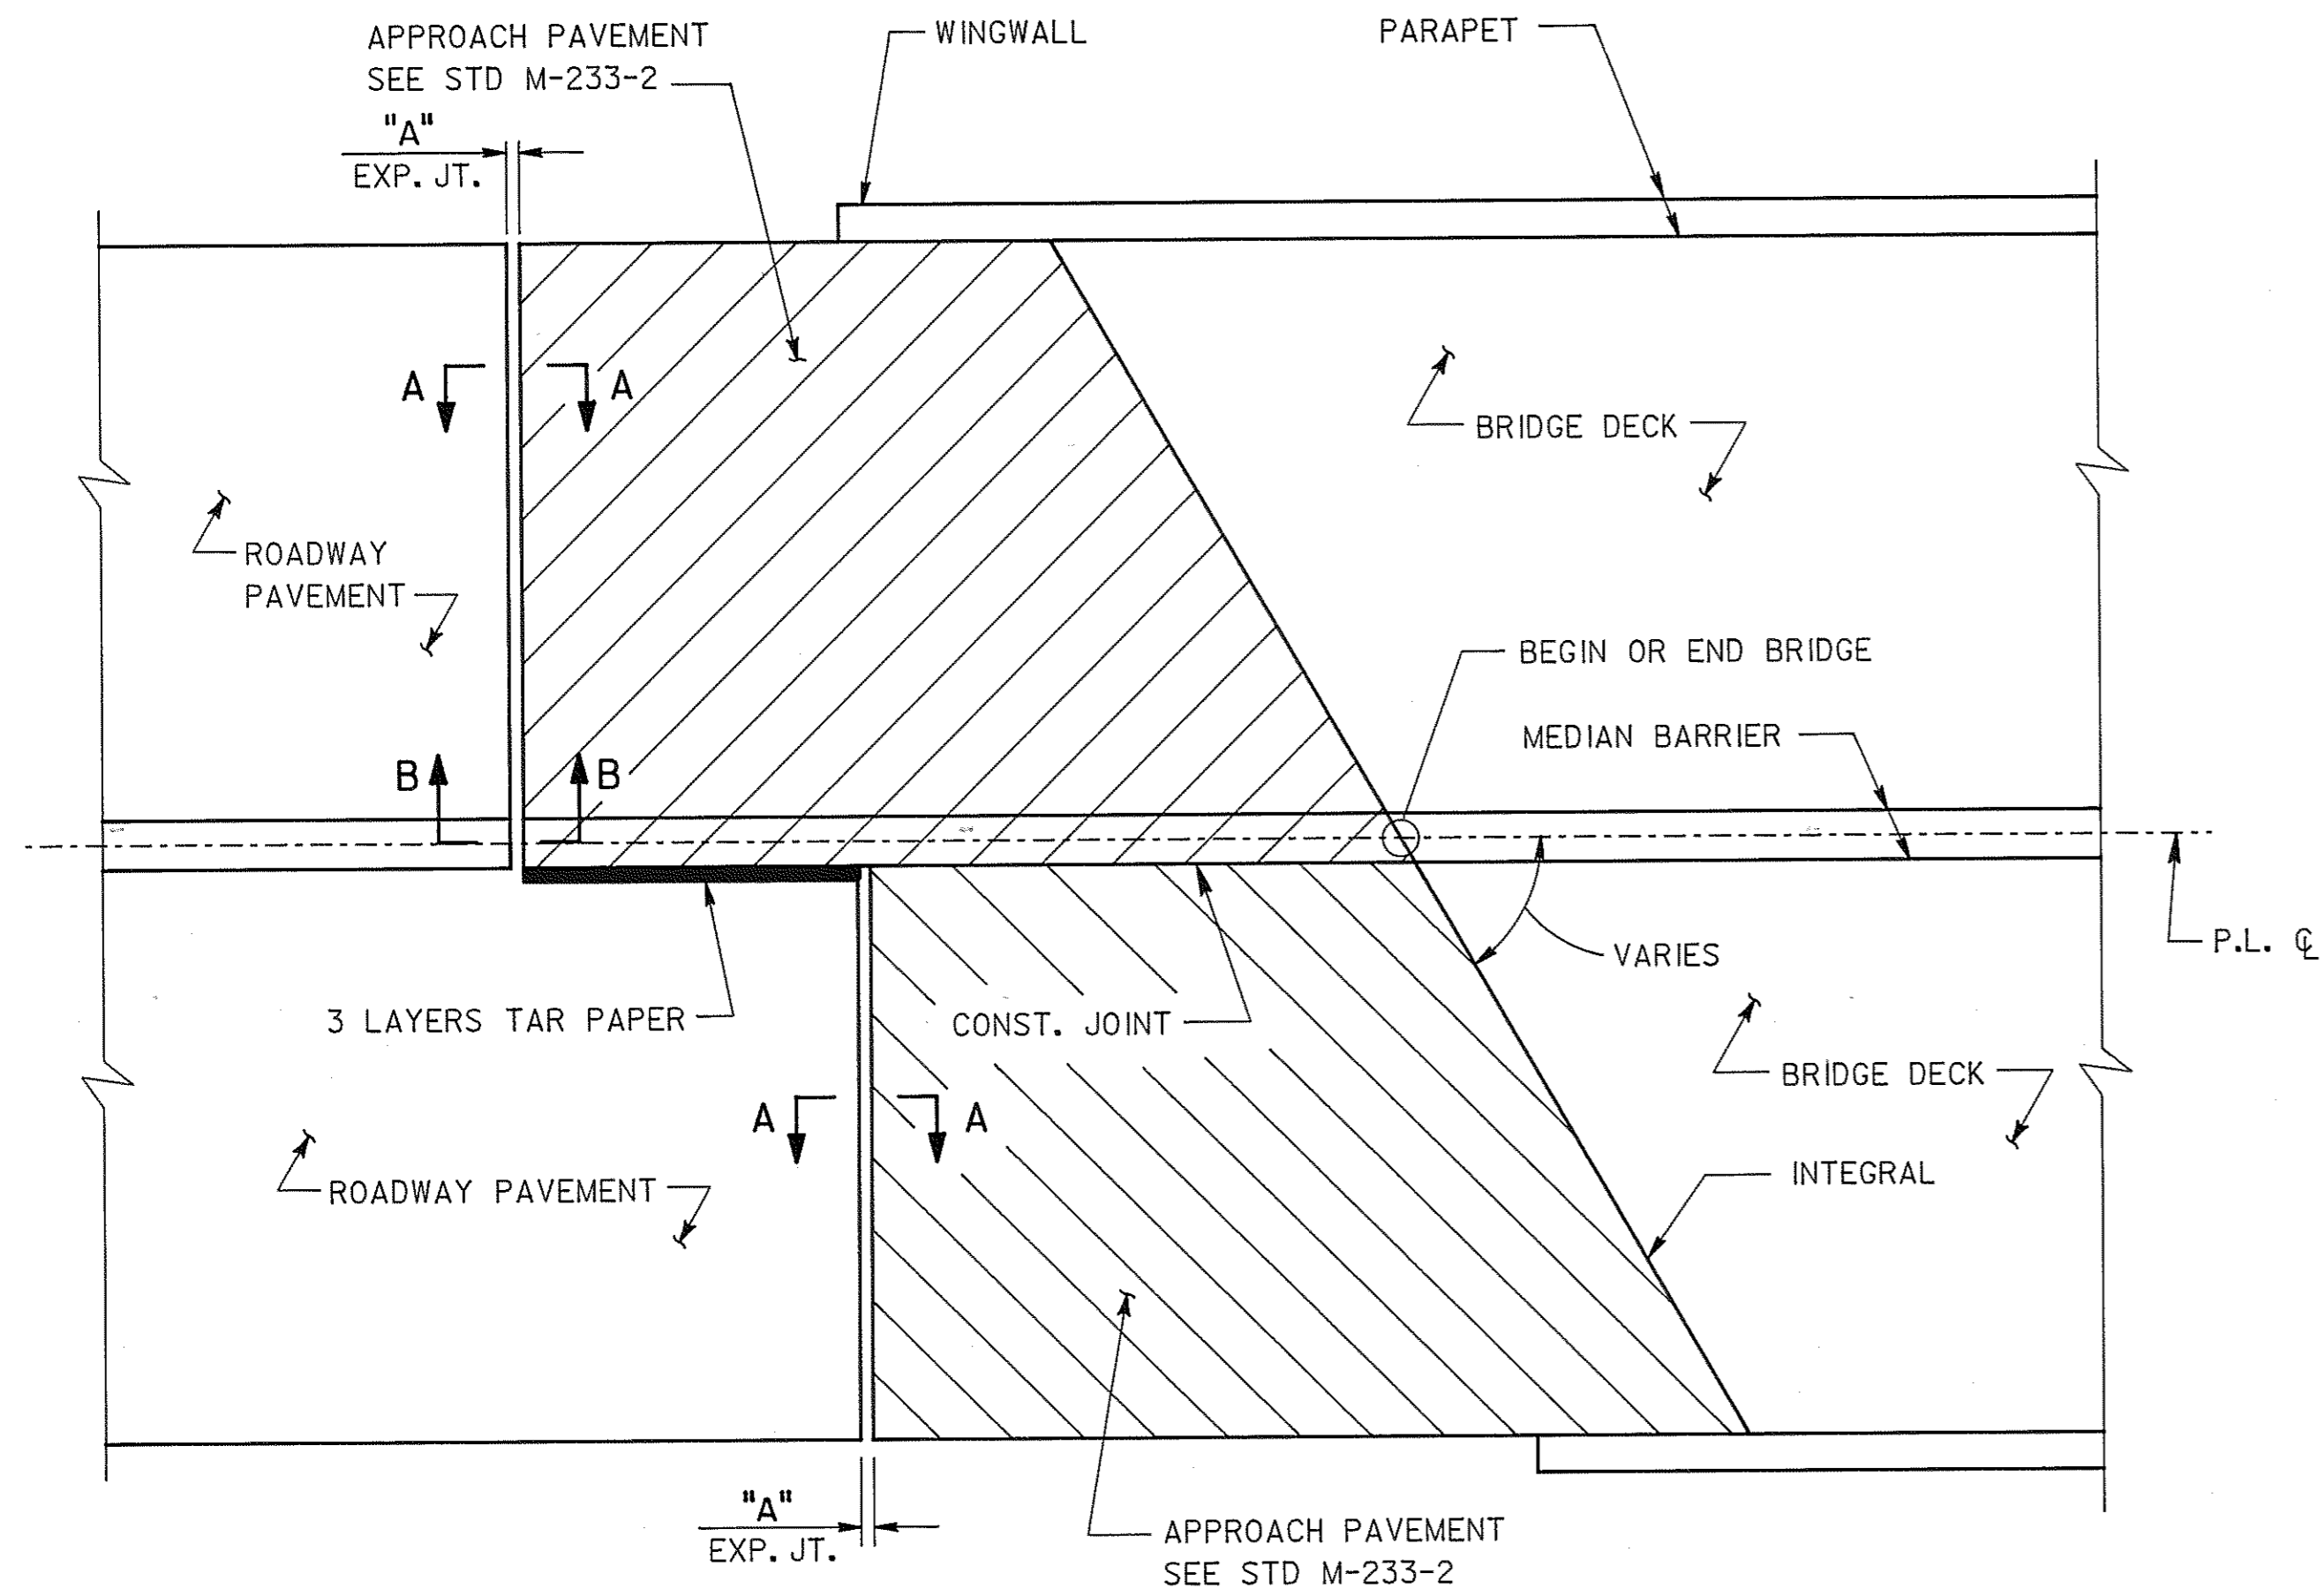 APPROACH PAVEMENT
SEE STD M-233-2
WINGWALL
PARAPET
"A"
EXP. JT.
A
A
BRIDGE DECK
ROADWAY
PAVEMENT
BEGIN OR END BRIDGE
MEDIAN BARRIER
B
B
P.L. ℄
VARIES
3 LAYERS TAR PAPER
CONST. JOINT
BRIDGE DECK
A
A
INTEGRAL
ROADWAY PAVEMENT
"A"
EXP. JT.
APPROACH PAVEMENT
SEE STD M-233-2